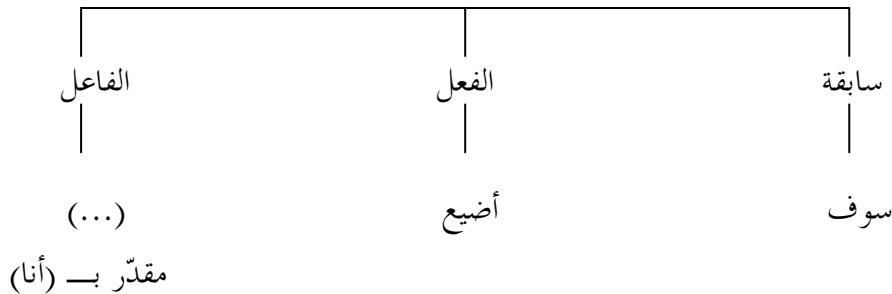 سابقة الفعل الفاعل
سوف أضيع (...)
مقدّر بـــ (أنا)